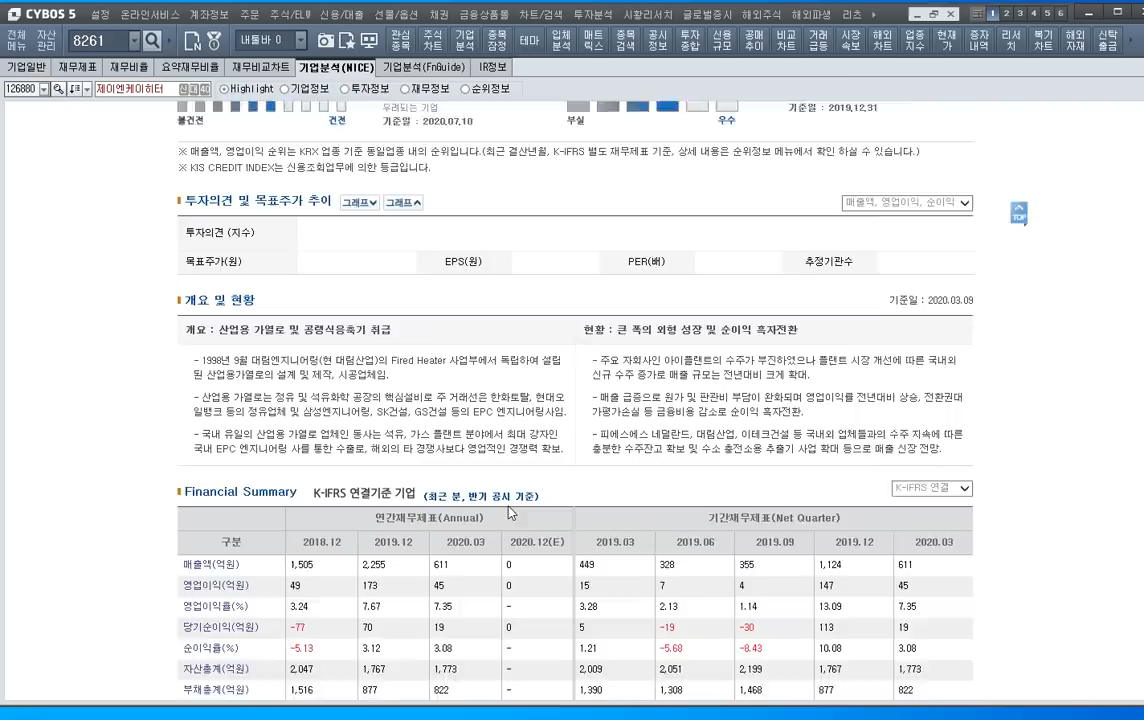 CYBOS 5 설정 온라인서비스 계좌정보 주문 주식/ELW 신용/대출 선물/옵션 채권 금융상품몰 차트/검색 투자분석 시황리서치 글로벌증시 해외주식 해외파생 리츠 1 2 3 4 5 6
전체메뉴 자산관리 8261 내툴바0 관심종목 주식차트 기업분석 종목잠정 테마 업체분석 매트릭스 종목검색 공시정보 투자종합 신용규모 공매추이 비교차트 거래급등 시장속보 해외차트 업종지수 현재가 증자내역 리서치 복기차트 해외자재 신탁출금
기업일반 재무제표 재무비율 요약재무비율 재무비교차트 기업분석(NICE) 기업분석(FnGuide) IR정보
126880 제이엔케이히터 신 대 40 Highlight 기업정보 투자정보 재무정보 순위정보
우려되는 기업 기준일 : 2019.12.31
불건전 건전 기준일 : 2020.07.10 부실 우수
※ 매출액, 영업이익 순위는 KRX 업종 기준 동일업종 내의 순위입니다.(최근 결산년월, K-IFRS 별도 재무제표 기준, 상세 내용은 순위정보 메뉴에서 확인 하실 수 있습니다.)
※ KIS CREDIT INDEX는 신용조회업무에 의한 등급입니다.
투자의견 및 목표주가 추이 그래프∨ 그래프∧ 매출액, 영업이익, 순이익
TOP
투자의견 (지수)
목표주가(원) EPS(원) PER(배) 추정기관수
개요 및 현황 기준일 : 2020.03.09
개요 : 산업용 가열로 및 공랭식응축기 취급
- 1998년 9월 대림엔지니어링(현 대림산업)의 Fired Heater 사업부에서 독립하여 설립
된 산업용가열로의 설계 및 제작, 시공업체임.
- 산업용 가열로는 정유 및 석유화학 공장의 핵심설비로 주 거래선은 한화토탈, 현대오
일뱅크 등의 정유업체 및 삼성엔지니어링, SK건설, GS건설 등의 EPC 엔지니어링사임.
- 국내 유일의 산업용 가열로 업체인 동사는 석유, 가스 플랜트 분야에서 최대 강자인
국내 EPC 엔지니어링 사를 통한 수출로, 해외의 타 경쟁사보다 영업적인 경쟁력 확보.
현황 : 큰 폭의 외형 성장 및 순이익 흑자전환
- 주요 자회사인 아이플랜트의 수주가 부진하였으나 플랜트 시장 개선에 따른 국내외
신규 수주 증가로 매출 규모는 전년대비 크게 확대.
- 매출 급증으로 원가 및 판관비 부담이 완화되며 영업이익률 전년대비 상승, 전환권대
가평가손실 등 금융비용 감소로 순이익 흑자전환.
- 피에스에스 네덜란드, 대림산업, 이테크건설 등 국내외 업체들과의 수주 지속에 따른
충분한 수주잔고 확보 및 수소 충전소용 추출기 사업 확대 등으로 매출 신장 전망.
Financial Summary K-IFRS 연결기준 기업 (최근 분,반기 공시 기준) K-IFRS 연결
연간재무제표(Annual) 기간재무제표(Net Quarter)
구분 2018.12 2019.12 2020.03 2020.12(E) 2019.03 2019.06 2019.09 2019.12 2020.03
매출액(억원) 1,505 2,255 611 0 449 328 355 1,124 611
영업이익(억원) 49 173 45 0 15 7 4 147 45
영업이익률(%) 3.24 7.67 7.35 - 3.28 2.13 1.14 13.09 7.35
당기순이익(억원) -77 70 19 0 5 -19 -30 113 19
순이익률(%) -5.13 3.12 3.08 - 1.21 -5.68 -8.43 10.08 3.08
자산총계(억원) 2,047 1,767 1,773 - 2,009 2,051 2,199 1,767 1,773
부채총계(억원) 1,516 877 822 - 1,390 1,308 1,468 877 822